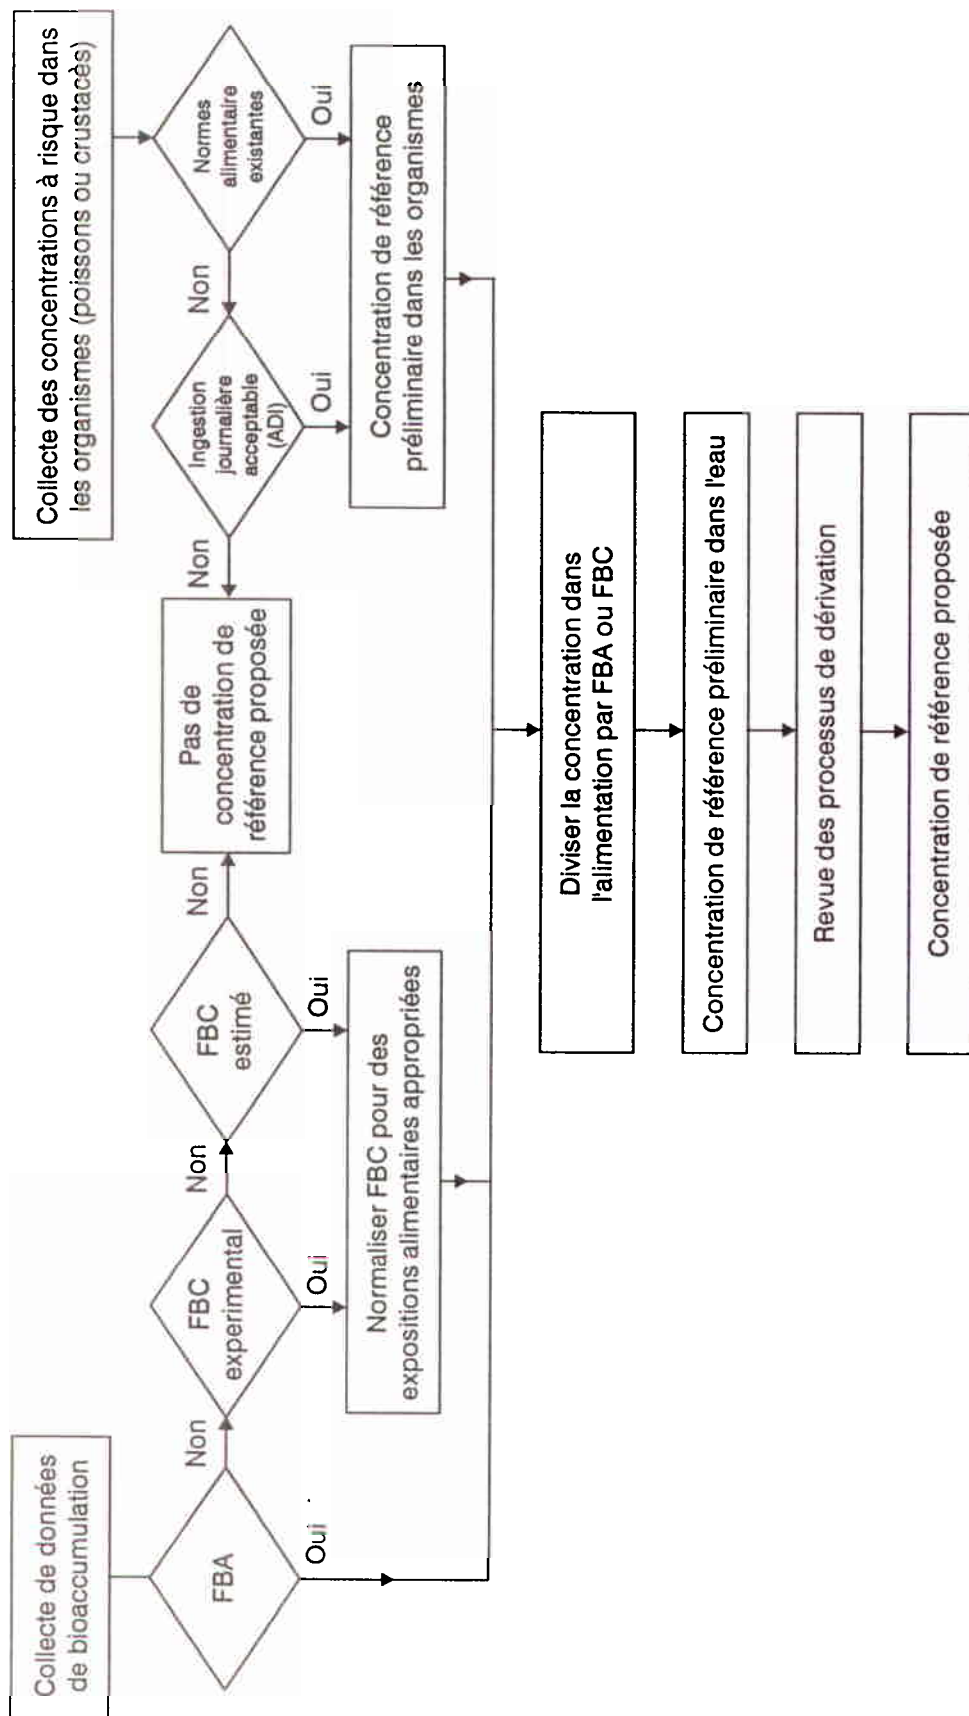 Collecte de données
de bioaccumulation
FBA
Non
Oui
FBC
experimental
Non
Oui
FBC
estimé
Non
Oui
Normaliser FBC pour des
expositions alimentaires appropriées
Pas de
concentration de
référence proposée
Collecte des concentrations à risque dans
les organismes (poissons ou crustacès)
Normes
alimentaire
existantes
Non
Oui
Ingestion
journalière
acceptable
(ADI)
Non
Oui
Concentration de référence
préliminaire dans les organismes
Diviser la concentration dans
l'alimentation par FBA ou FBC
Concentration de référence préliminaire dans l'eau
Revue des processus de dérivation
Concentration de référence proposée